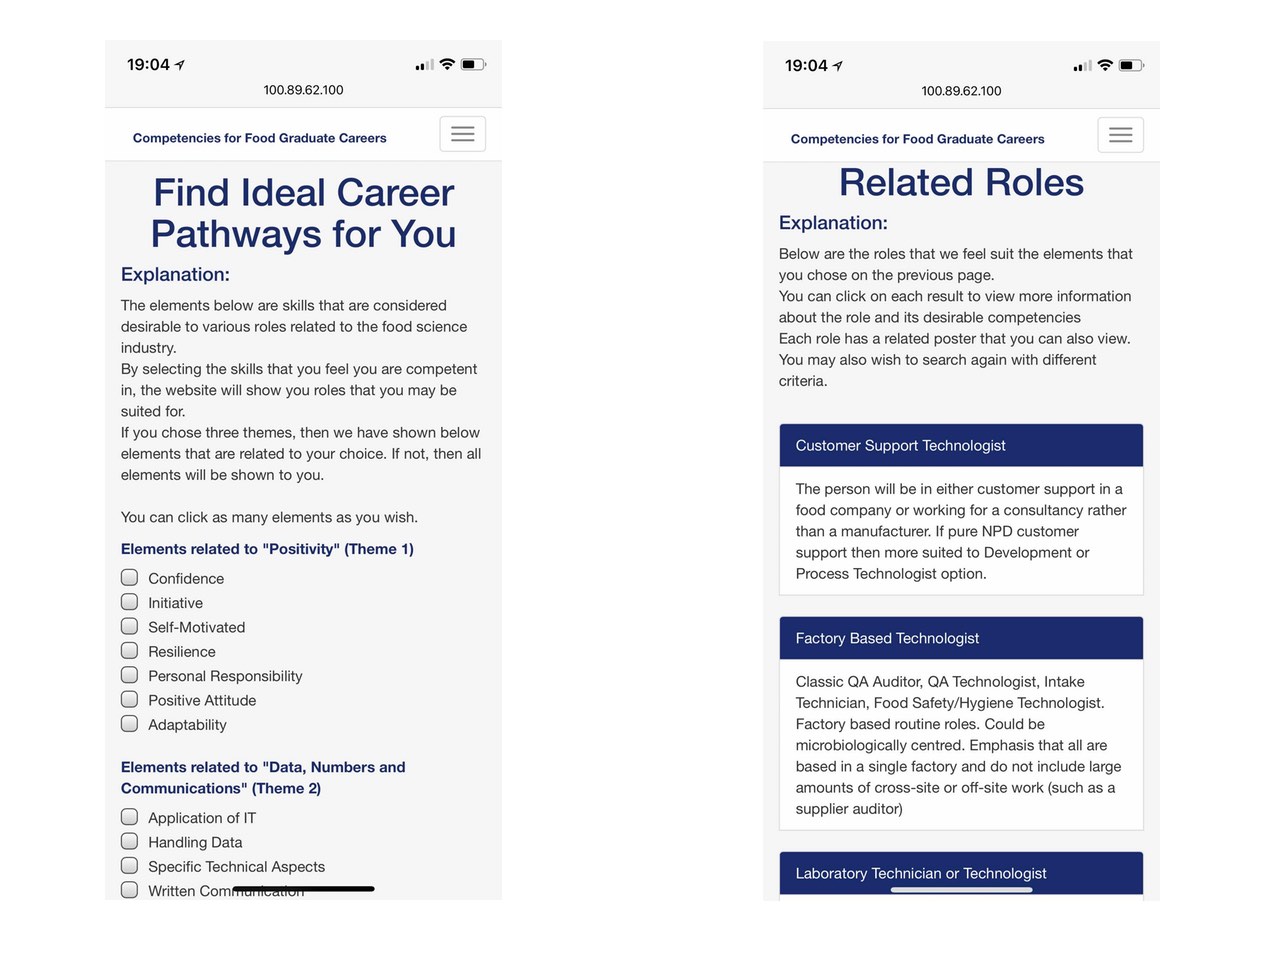 19:04
100.89.62.100
Competencies for Food Graduate Careers
Find Ideal Career
Pathways for You
Explanation:
The elements below are skills that are considered
desirable to various roles related to the food science
industry.
By selecting the skills that you feel you are competent
in, the website will show you roles that you may be
suited for.
If you chose three themes, then we have shown below
elements that are related to your choice. If not, then all
elements will be shown to you.
You can click as many elements as you wish.
Elements related to "Positivity" (Theme 1)
Confidence
Initiative
Self-Motivated
Resilience
Personal Responsibility
Positive Attitude
Adaptability
Elements related to "Data, Numbers and
Communications" (Theme 2)
Application of IT
Handling Data
Specific Technical Aspects
Written Communication
19:04
100.89.62.100
Competencies for Food Graduate Careers
Related Roles
Explanation:
Below are the roles that we feel suit the elements that
you chose on the previous page.
You can click on each result to view more information
about the role and its desirable competencies
Each role has a related poster that you can also view.
You may also wish to search again with different
criteria.
Customer Support Technologist
The person will be in either customer support in a
food company or working for a consultancy rather
than a manufacturer. If pure NPD customer
support then more suited to Development or
Process Technologist option.
Factory Based Technologist
Classic QA Auditor, QA Technologist, Intake
Technician, Food Safety/Hygiene Technologist.
Factory based routine roles. Could be
microbiologically centred. Emphasis that all are
based in a single factory and do not include large
amounts of cross-site or off-site work (such as a
supplier auditor)
Laboratory Technician or Technologist